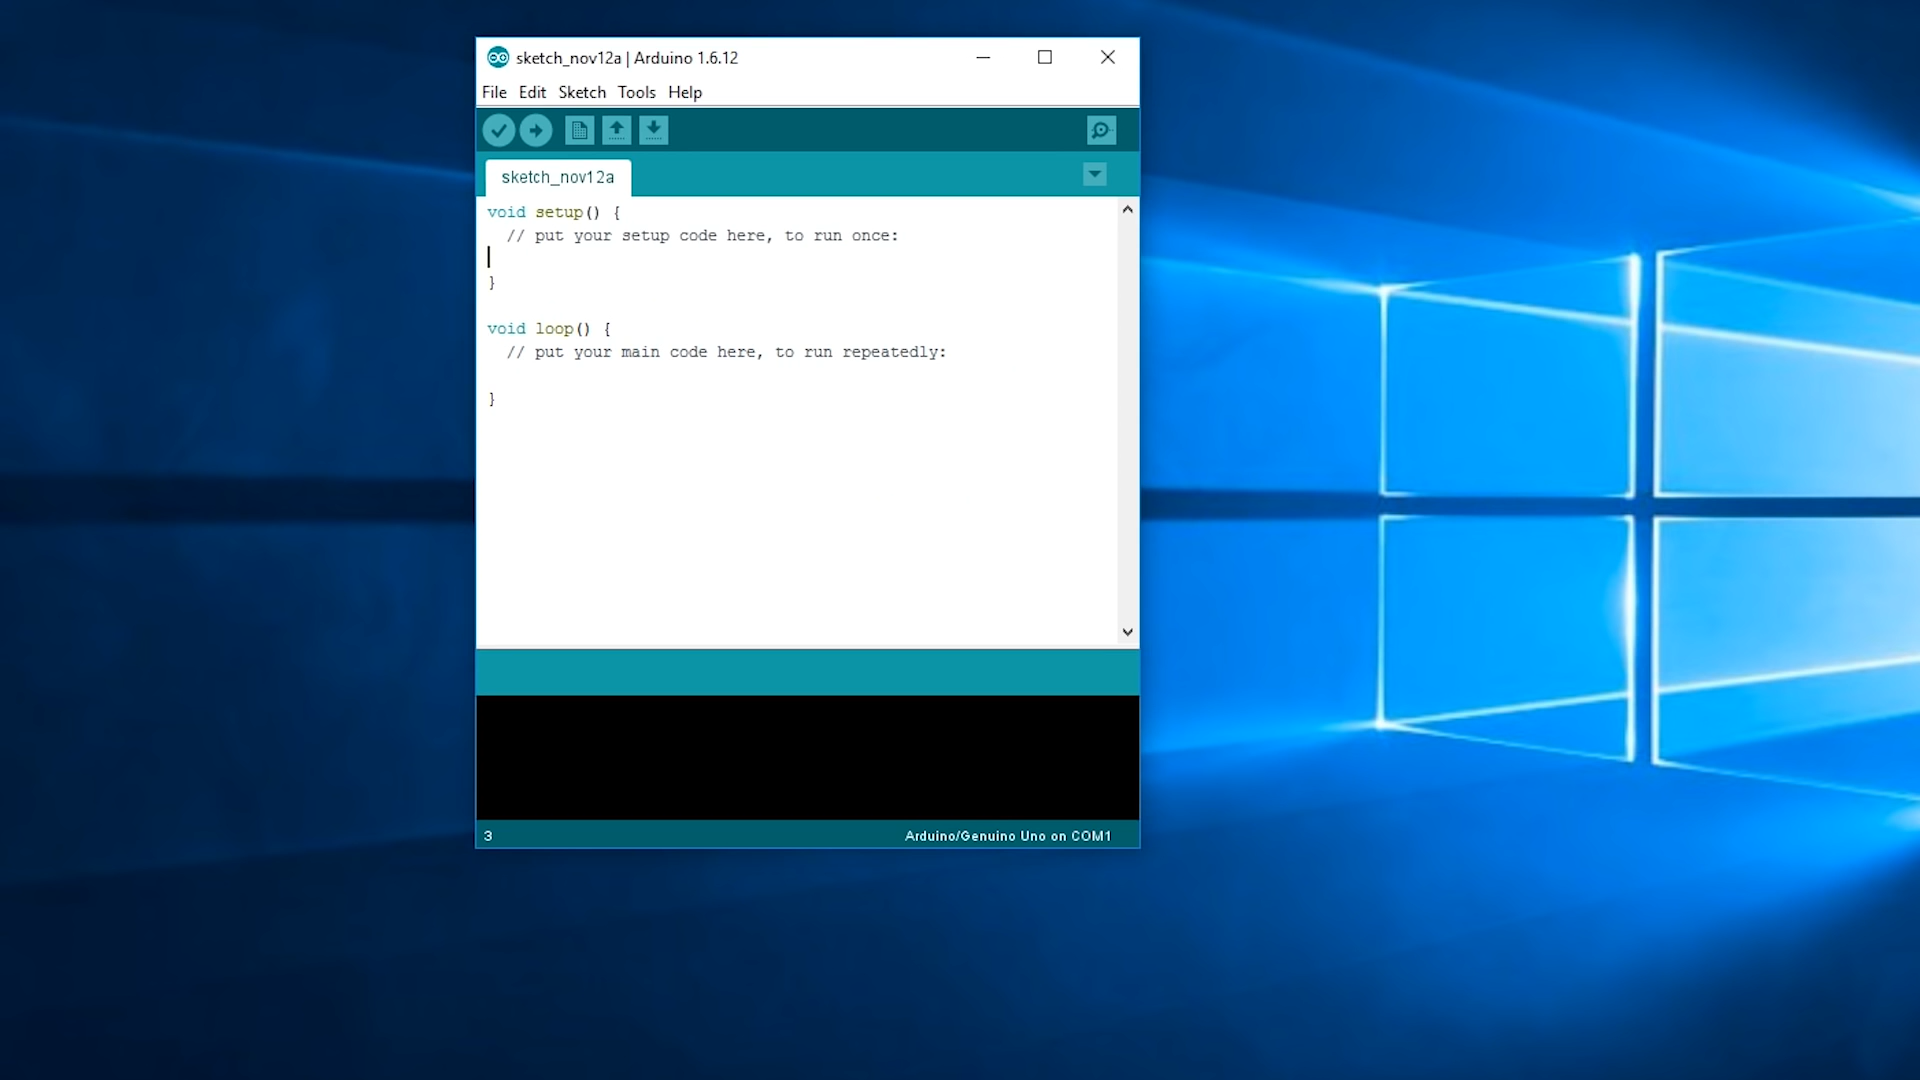 sketch_nov12a | Arduino 1.6.12
File Edit Sketch Tools Help
sketch_nov12a
void setup() {
// put your setup code here, to run once:
}
void loop() {
// put your main code here, to run repeatedly:
}
3 Arduino/Genuino Uno on COM1